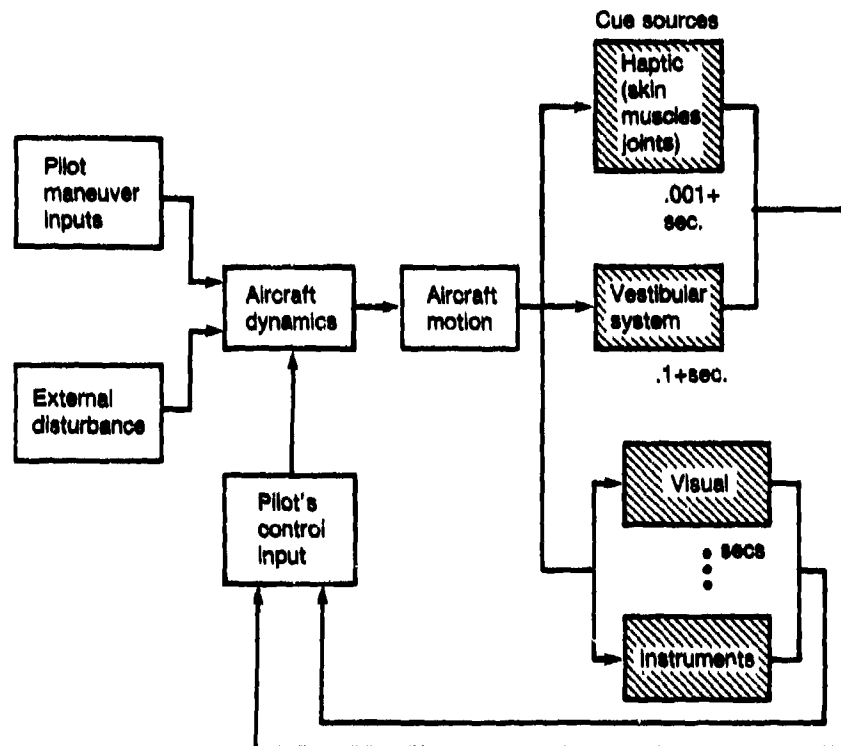 Cue sources
Haptic
(skin
muscles
joints)
.001+
sec.
Pilot
maneuver
inputs
Aircraft
dynamics
Aircraft
motion
Vestibular
system
.1+sec.
External
disturbance
Pilot's
control
input
Visual
secs
Instruments